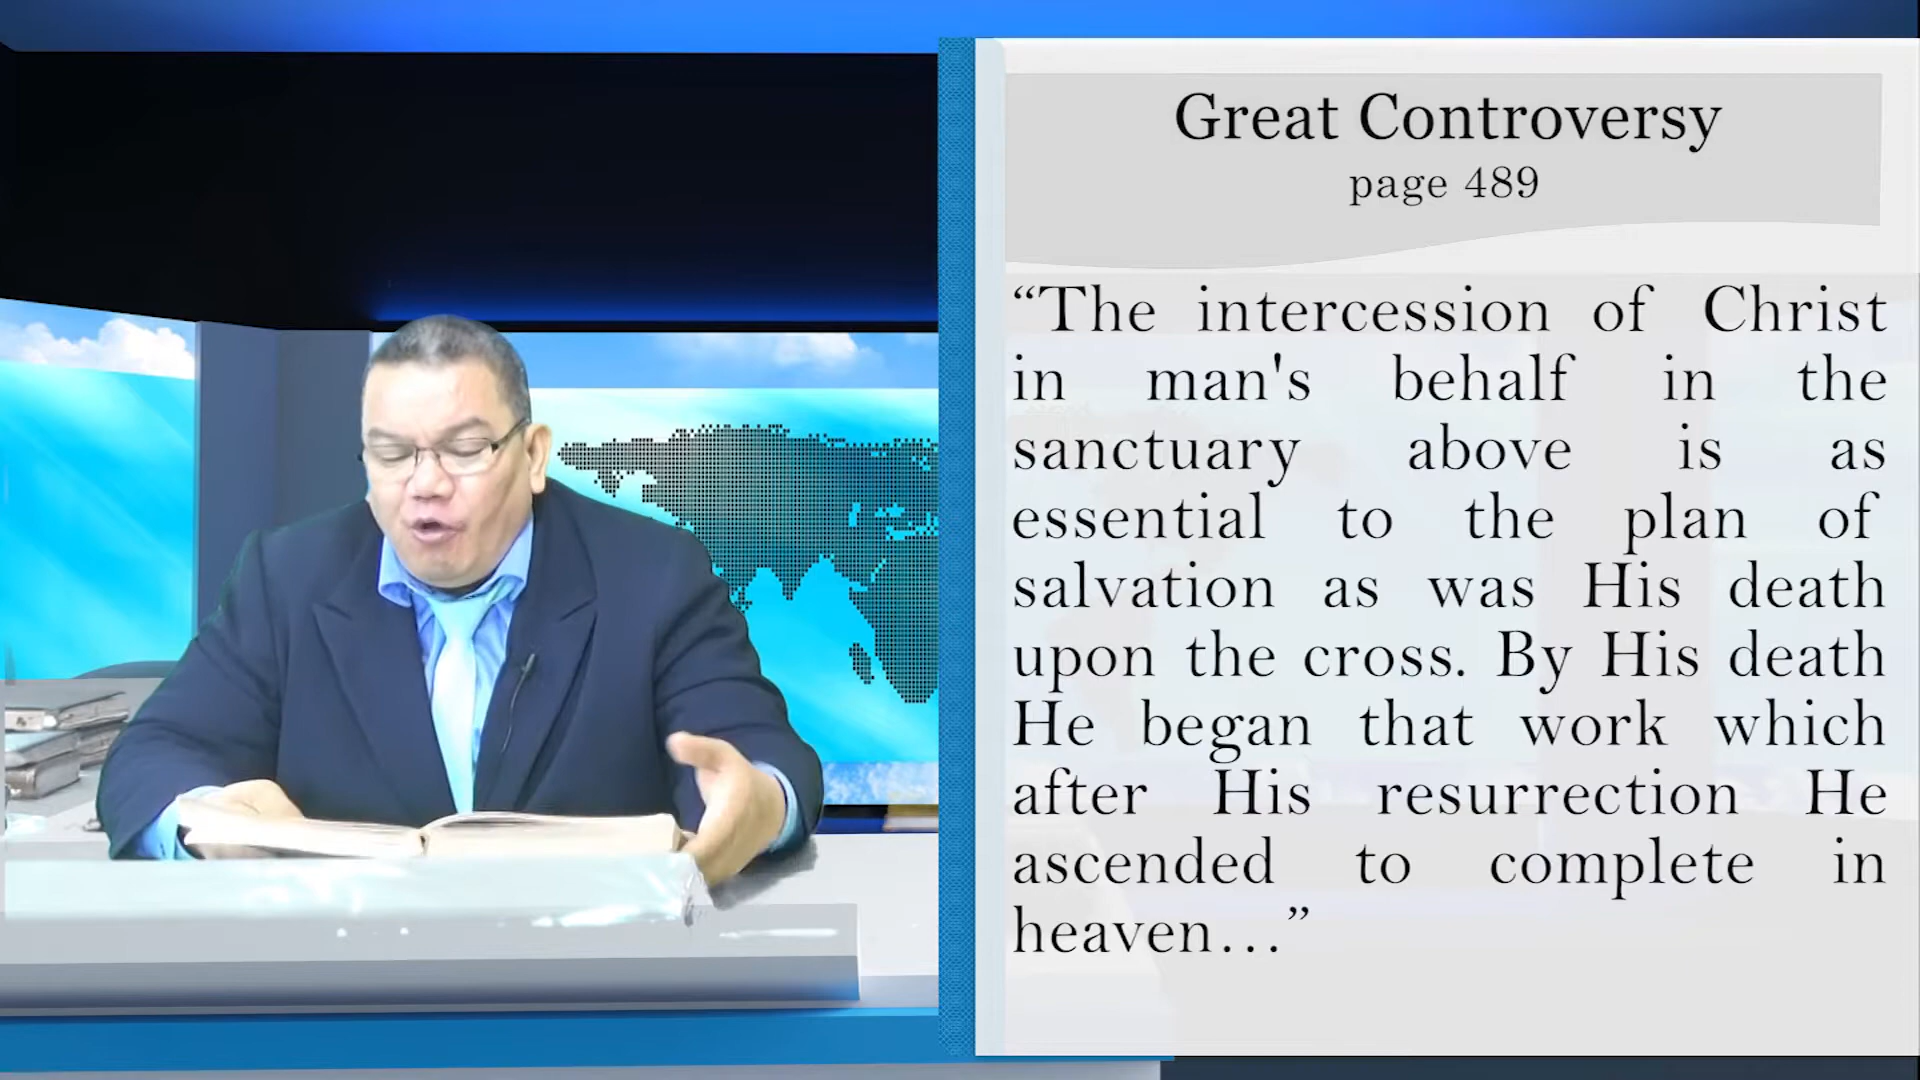 Great Controversy
page 489
“The intercession of Christ
in man's behalf in the
sanctuary above is as
essential to the plan of
salvation as was His death
upon the cross. By His death
He began that work which
after His resurrection He
ascended to complete in
heaven…”